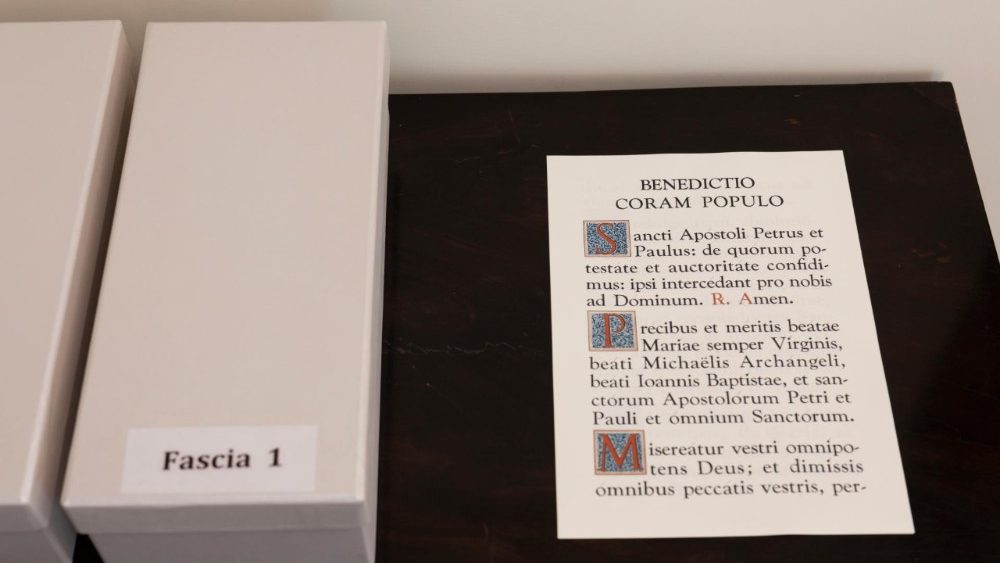 Fascia 1
BENEDICTIO
CORAM POPULO
Sancti Apostoli Petrus et
Paulus: de quorum po-
testate et auctoritate confidi-
mus: ipsi intercedant pro nobis
ad Dominum. R. Amen.
Precibus et meritis beatae
Mariae semper Virginis,
beati Michaëlis Archangeli,
beati Ioannis Baptistae, et san-
ctorum Apostolorum Petri et
Pauli et omnium Sanctorum.
Misereatur vestri omnipo-
tens Deus; et dimissis
omnibus peccatis vestris, per-